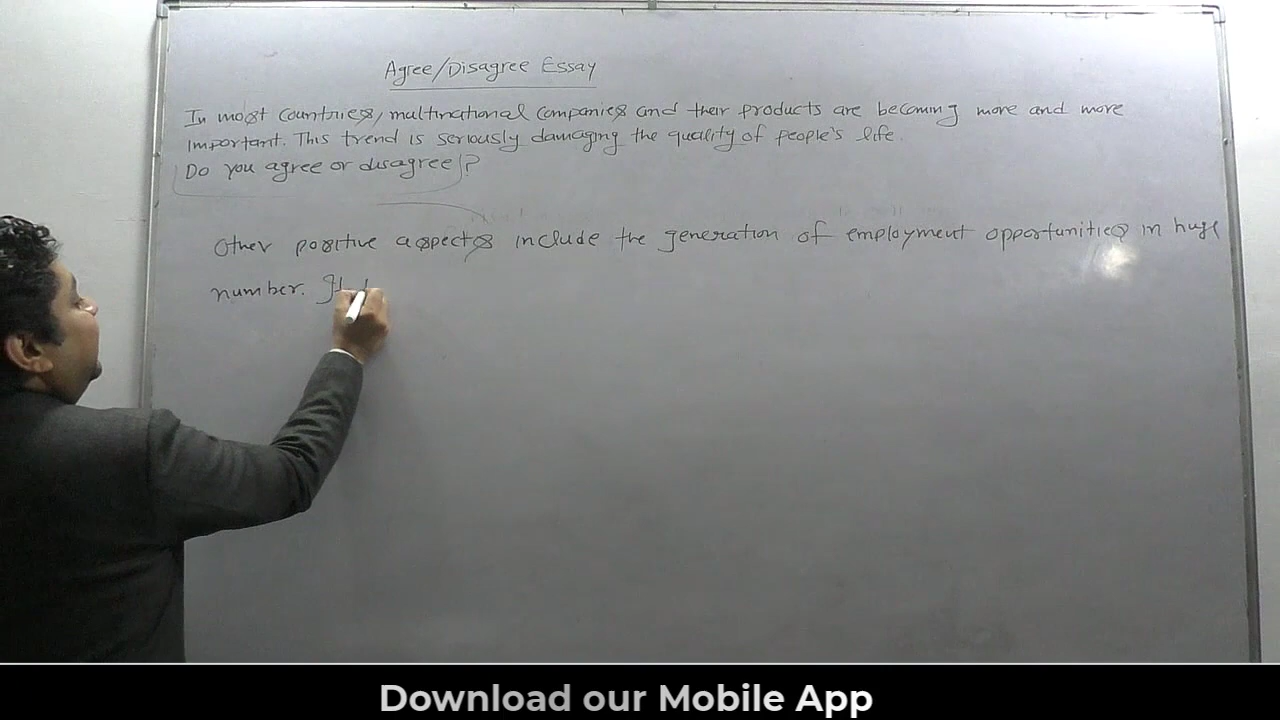 Agree/Disagree Essay
In most countries, multinational companies and their products are becoming more and more
important. This trend is seriously damaging the quality of people's life.
Do you agree or disagree?
Other positive aspects include the generation of employment opportunities in huge
number. It
Download our Mobile App